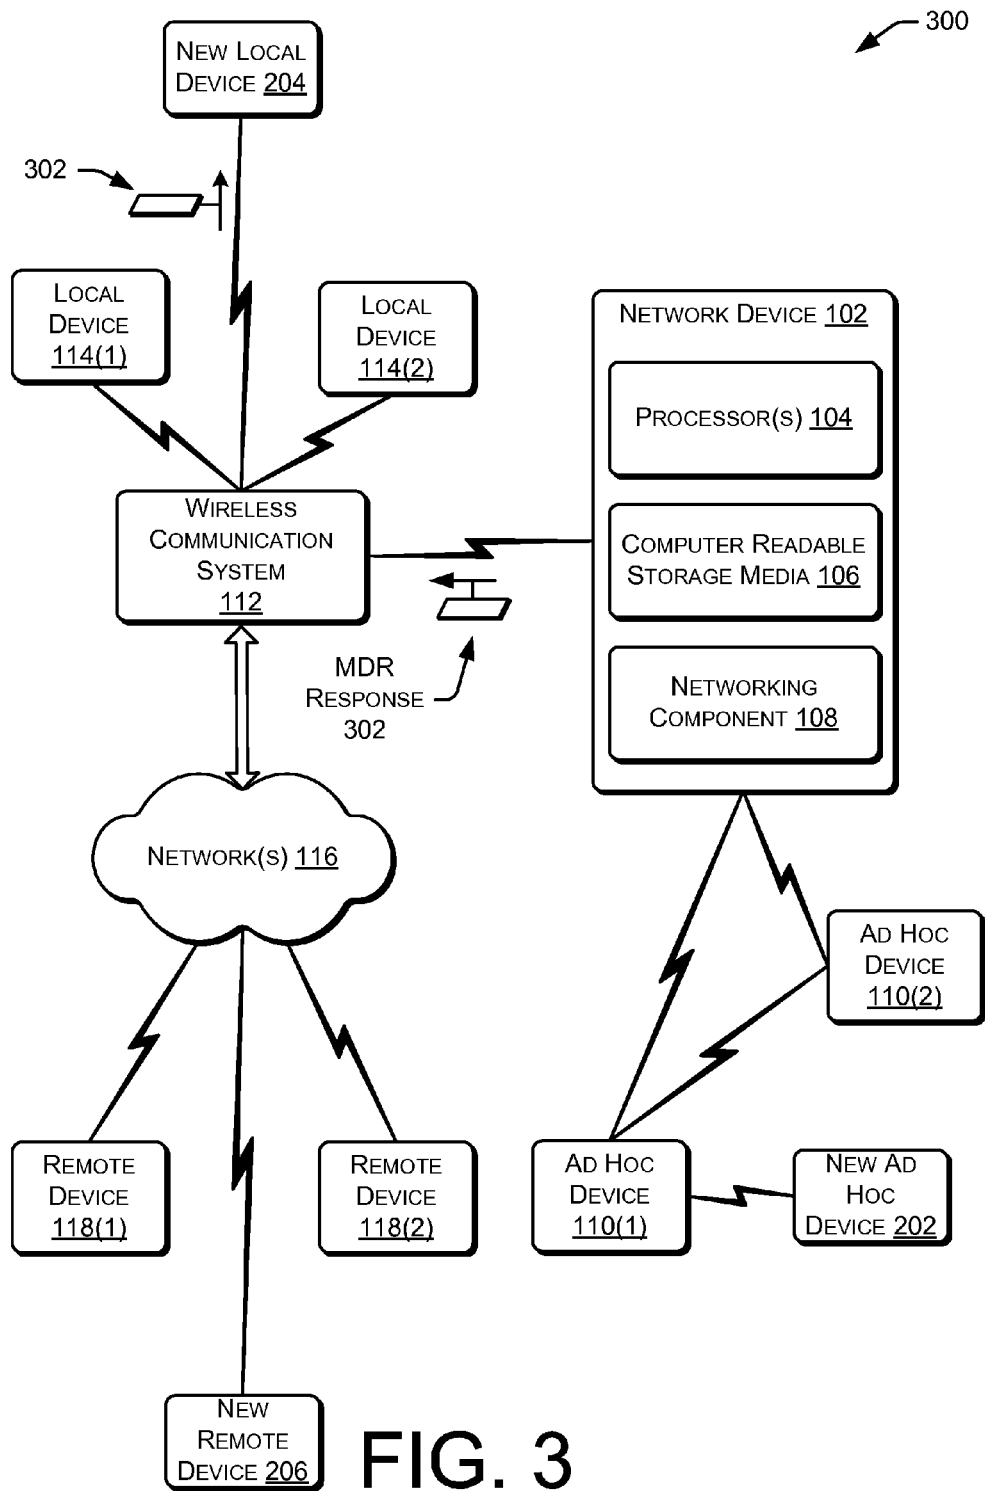 300
New Local
Device 204
302
Local
Device
114(1)
Local
Device
114(2)
Network Device 102
Processor(s) 104
Computer Readable
Storage Media 106
Networking
Component 108
Wireless
Communication
System
112
MDR
Response
302
Network(s) 116
Ad Hoc
Device
110(2)
Remote
Device
118(1)
Remote
Device
118(2)
Ad Hoc
Device
110(1)
New Ad
Hoc
Device 202
New
Remote
Device 206
FIG. 3